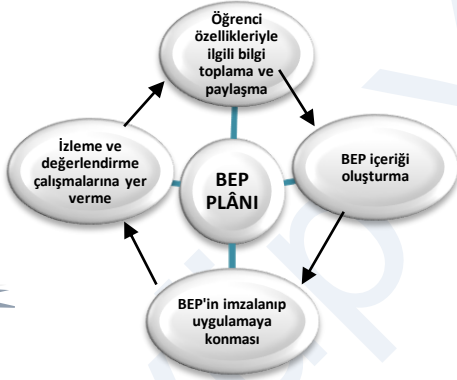 Öğrenci
özellikleriyle
ilgili bilgi
toplama ve
paylaşma
İzleme ve
değerlendirme
çalışmalarına yer
verme
BEP
PLÂNI
BEP içeriği
oluşturma
BEP'in imzalanıp
uygulamaya
konması